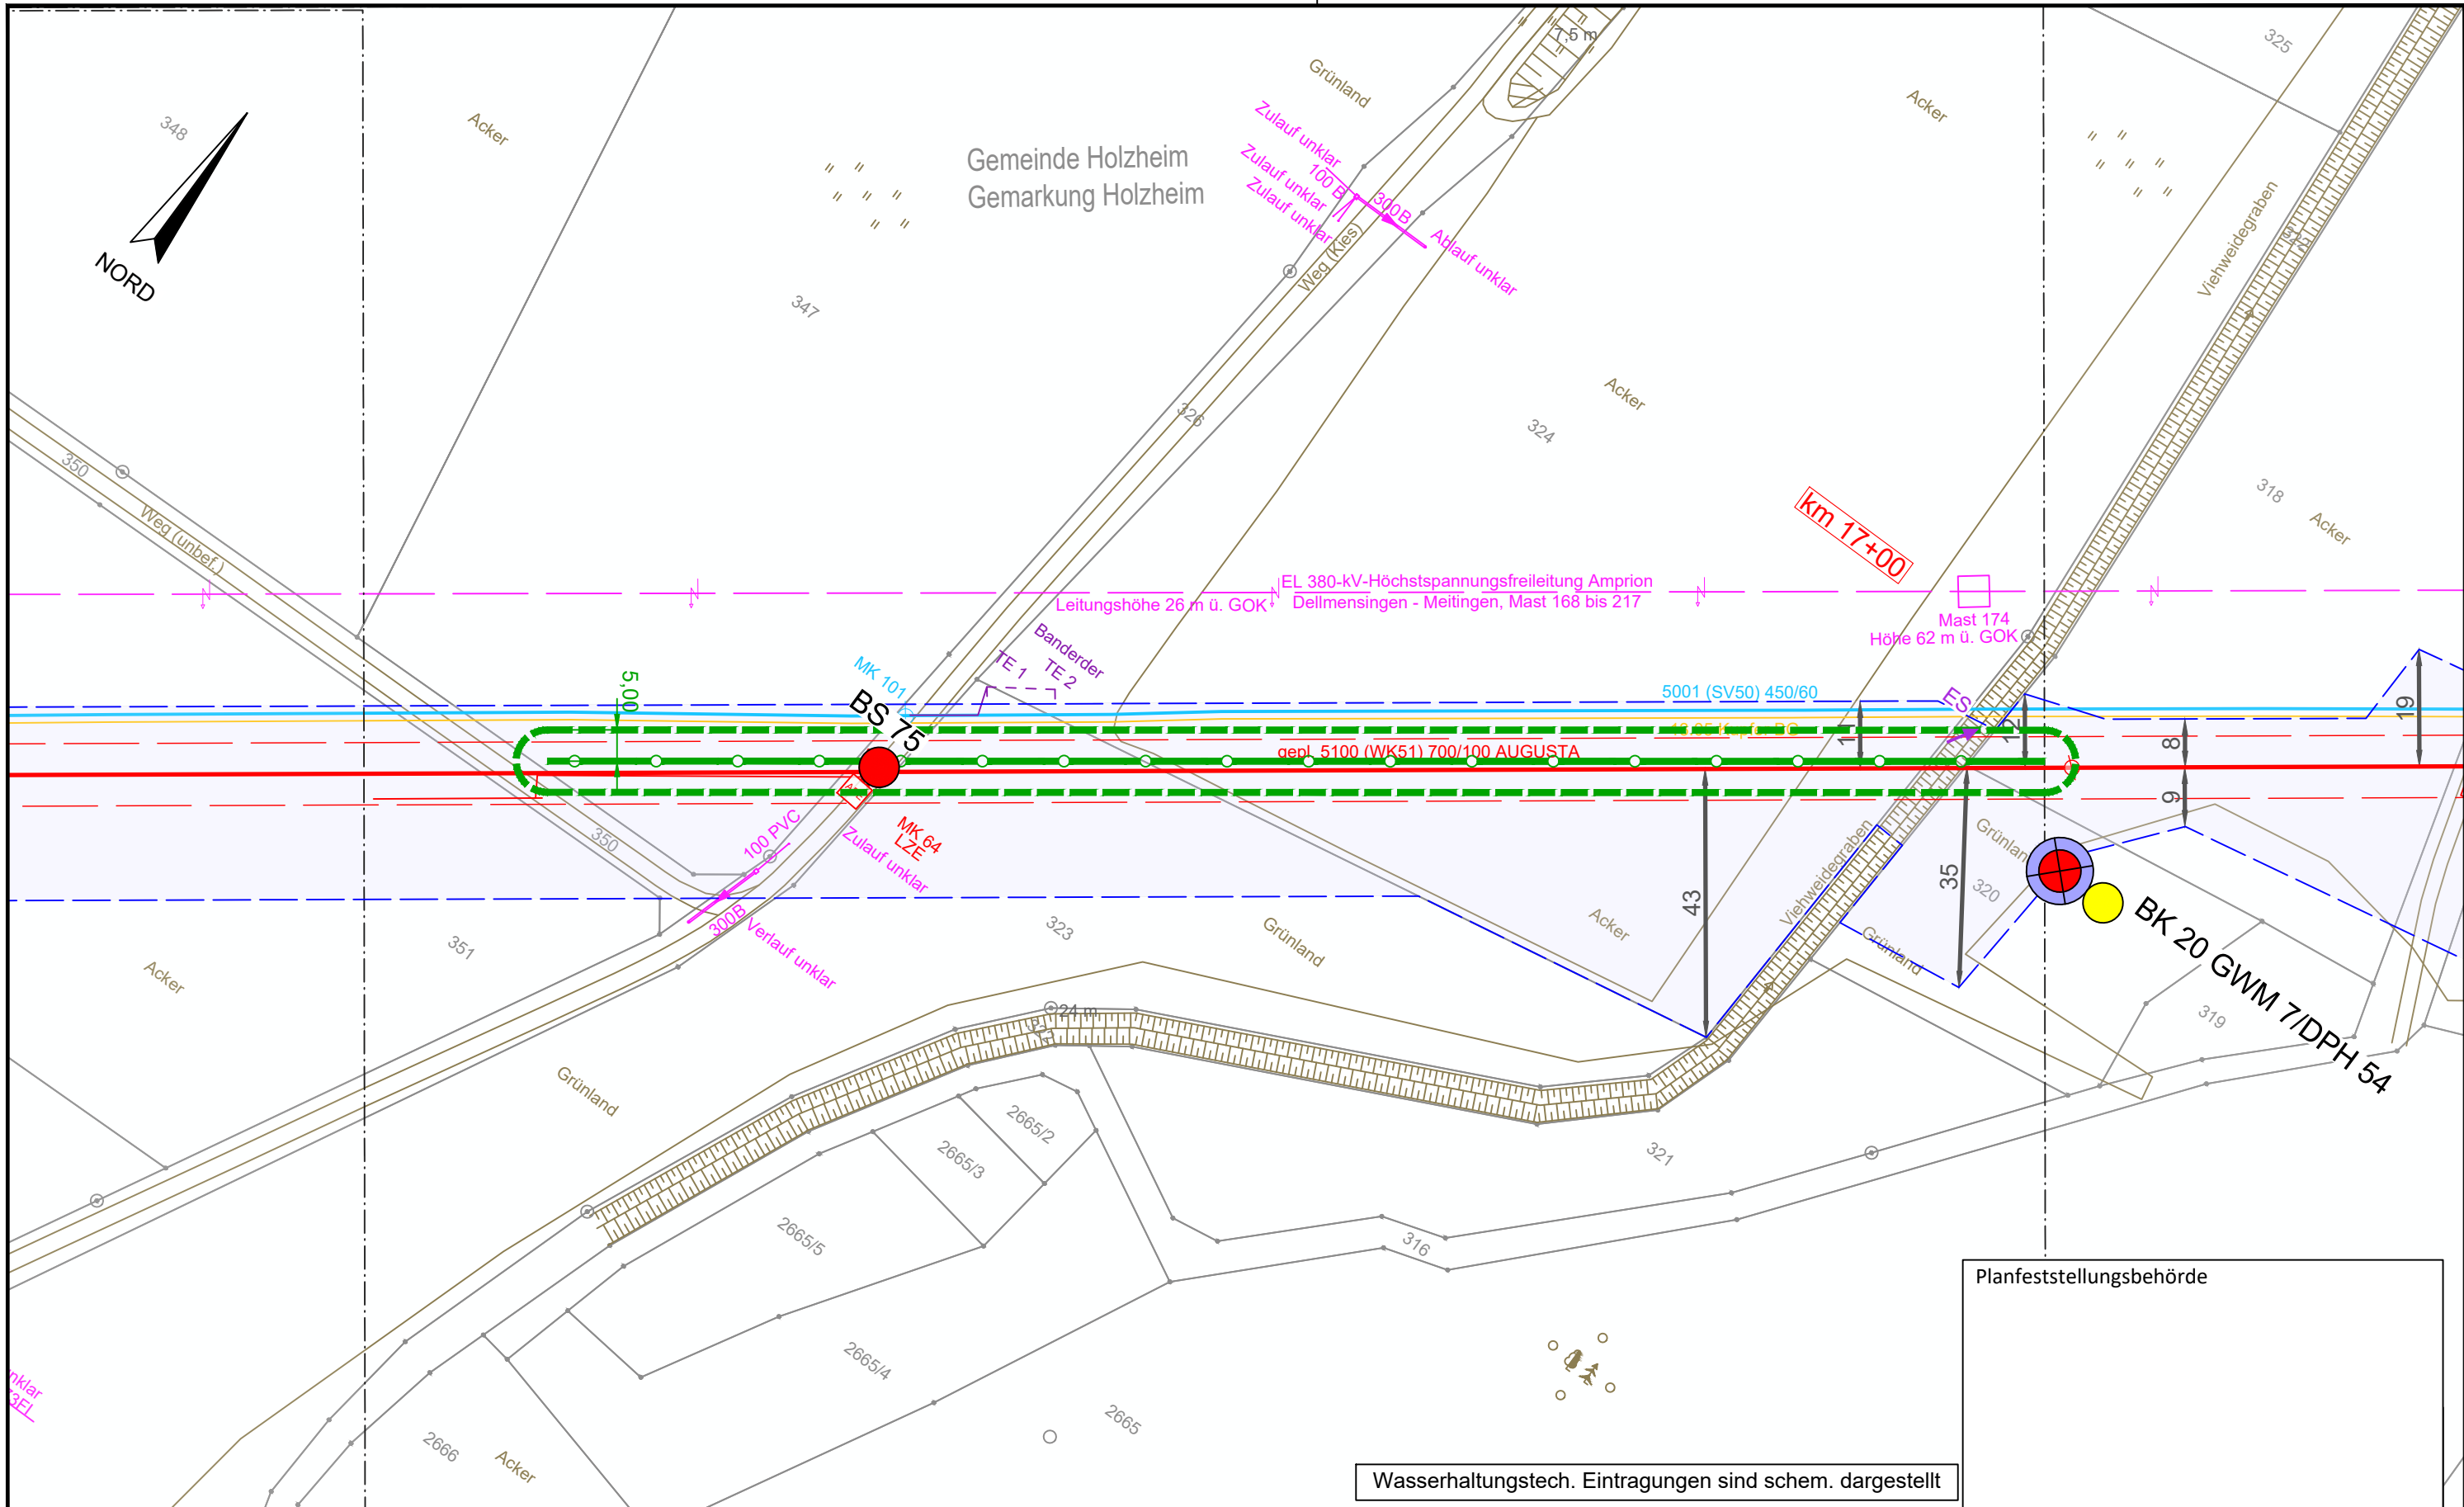 7,5 m
325
Grünland
Acker
Acker
348
Zulauf unklar
100 B
Zulauf unklar
Zulauf unklar
300B
Ablauf unklar
Gemeinde Holzheim
Gemarkung Holzheim
Weg (Kies)
Viehweidegraben
322
NORD
347
326
324
Acker
350
Weg (unbef.)
318
Acker
km 17+00
EL 380-kV-Höchstspannungsfreileitung Amprion
Leitungshöhe 26 m ü. GOK
Dellmensingen - Meitingen, Mast 168 bis 217
Mast 174
Höhe 62 m ü. GOK
Banderder
TE 1
TE 2
MK 101
BS 75
5,00
5001 (SV50) 450/60
ES
11
12
8
19
gepl. 5100 (WK51) 700/100 AUGUSTA
9
100 PVC
MK 64
LZE
Zulauf unklar
350
300B
Verlauf unklar
43
35
Viehweidegraben
Grünland
320
Grünland
BK 20 GWM 7/DPH 54
351
Acker
323
Grünland
Acker
24 m
322
319
Grünland
2665/2
2665/3
2665/5
321
316
2665/4
2665
2666
Acker
Planfeststellungsbehörde
Wasserhaltungstech. Eintragungen sind schem. dargestellt